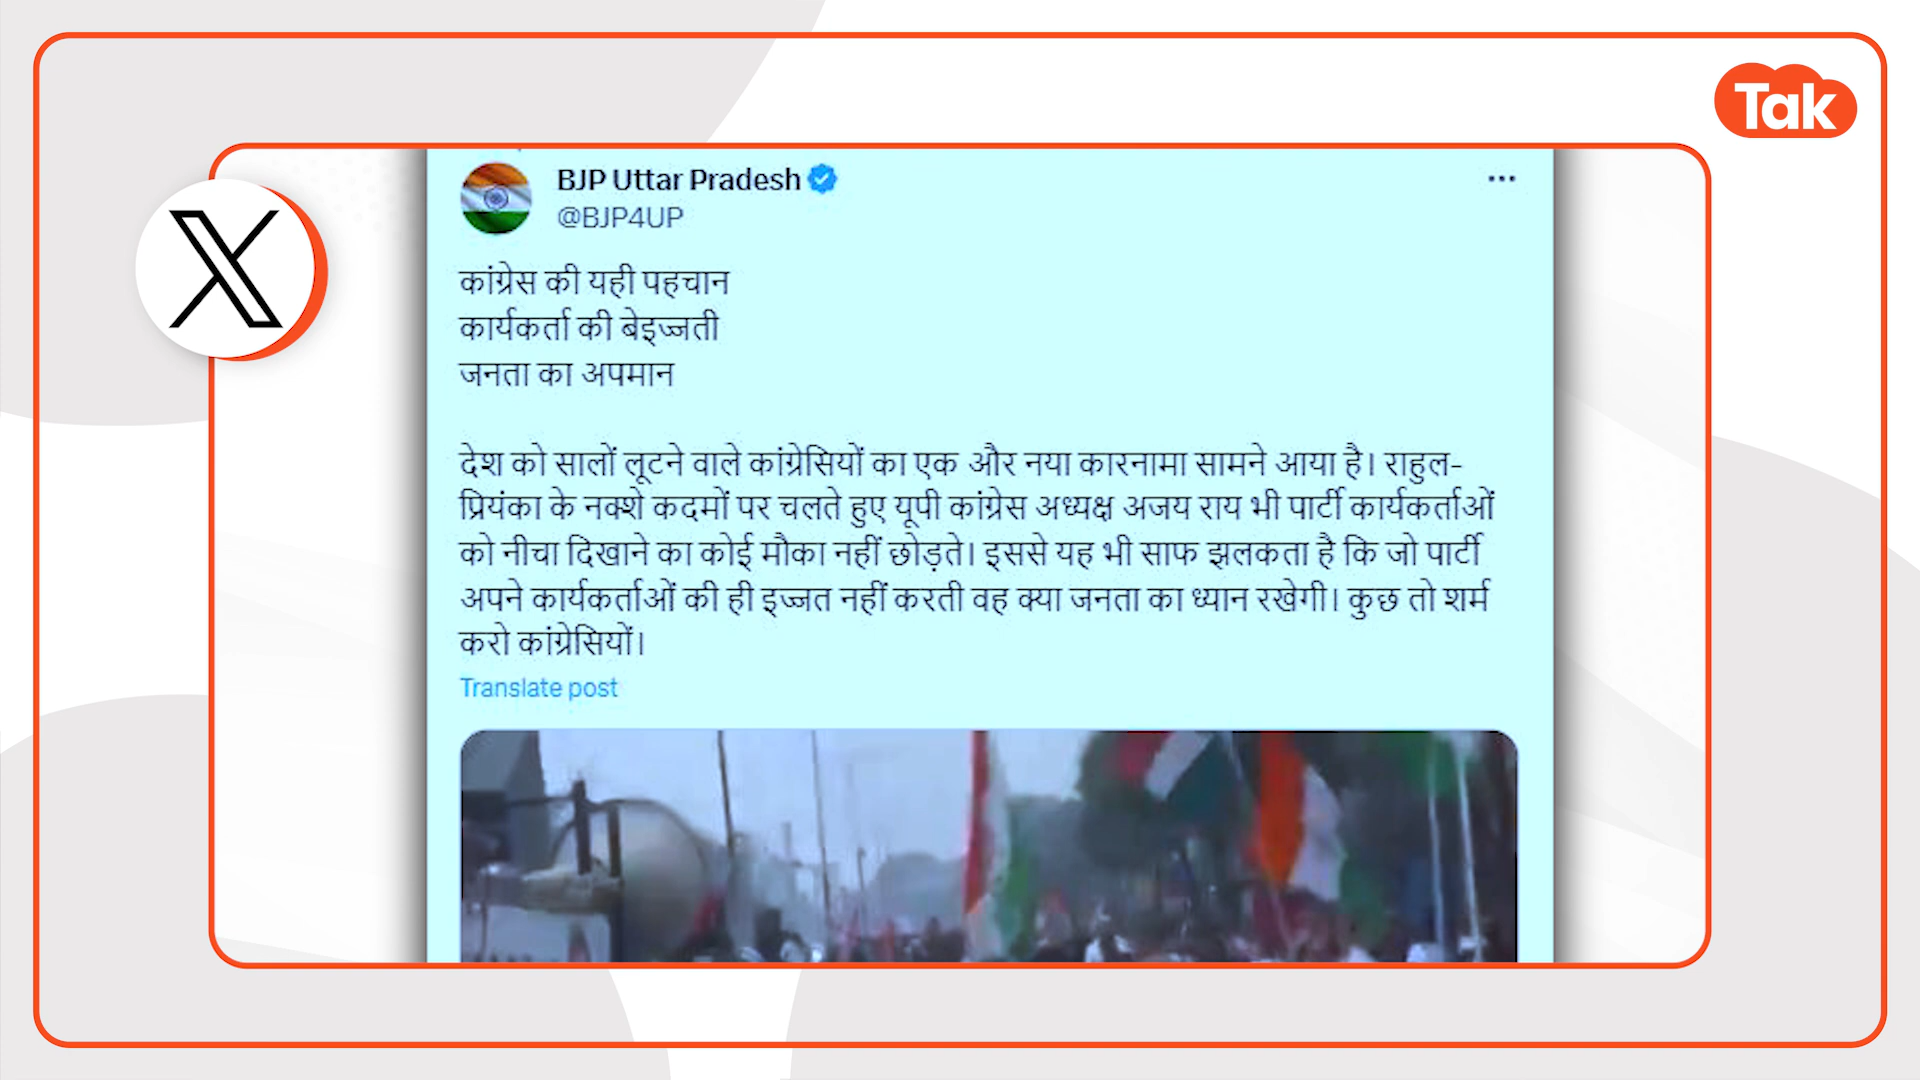 Tak
X
BJP Uttar Pradesh
@BJP4UP
कांग्रेस की यही पहचान
कार्यकर्ता की बेइज्जती
जनता का अपमान
देश को सालों लूटने वाले कांग्रेसियों का एक और नया कारनामा सामने आया है। राहुल-
प्रियंका के नक्शे कदमों पर चलते हुए यूपी कांग्रेस अध्यक्ष अजय राय भी पार्टी कार्यकर्ताओं
को नीचा दिखाने का कोई मौका नहीं छोड़ते। इससे यह भी साफ झलकता है कि जो पार्टी
अपने कार्यकर्ताओं की ही इज्जत नहीं करती वह क्या जनता का ध्यान रखेगी। कुछ तो शर्म
करो कांग्रेसियों।
Translate post